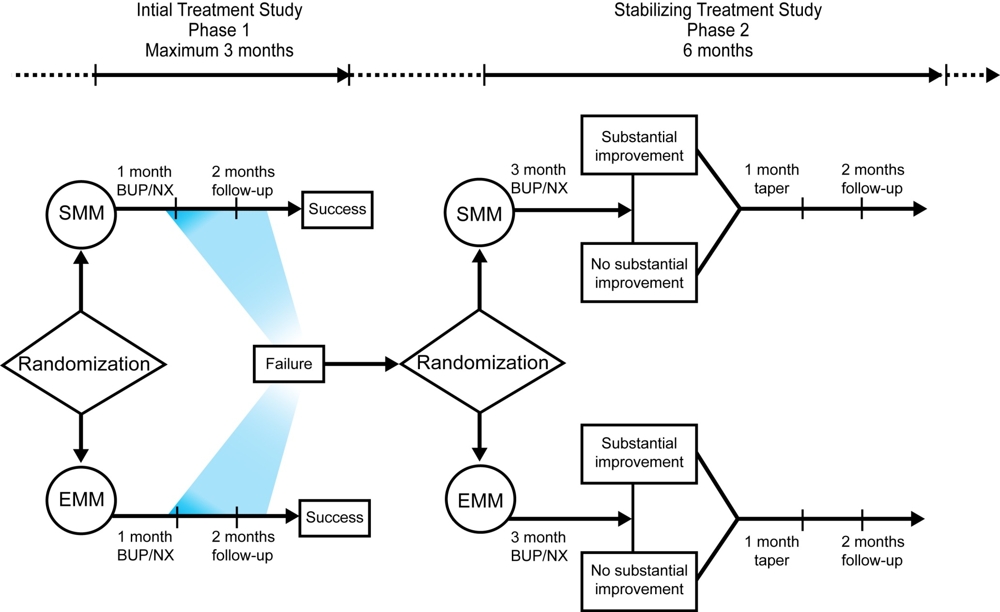 Intial Treatment Study
Phase 1
Maximum 3 months
Stabilizing Treatment Study
Phase 2
6 months
1 month
BUP/NX
2 months
follow-up
SMM
Success
Randomization
Failure
EMM
Success
1 month
BUP/NX
2 months
follow-up
3 month
BUP/NX
SMM
Substantial
improvement
No substantial
improvement
1 month
taper
2 months
follow-up
Randomization
EMM
3 month
BUP/NX
Substantial
improvement
No substantial
improvement
1 month
taper
2 months
follow-up